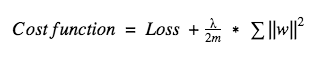 Cost function = Loss + λ/2m * ∑ ||w||²